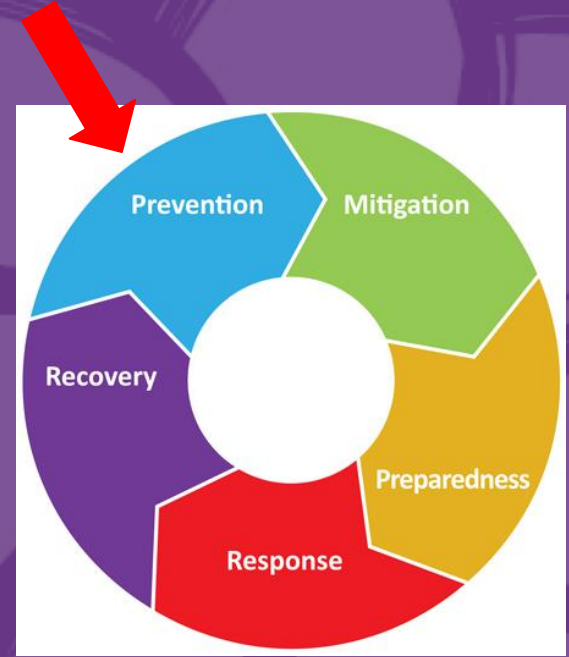 Prevention
Mitigation
Recovery
Preparedness
Response